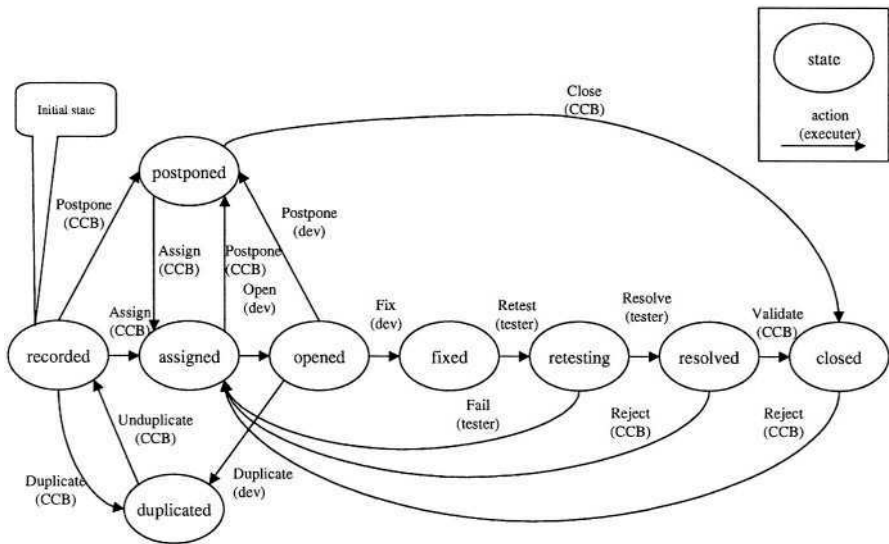 state
action
(executer)
Initial state
Close
(CCB)
postponed
Postpone
(CCB)
Postpone
(dev)
Assign
(CCB)
Postpone
(CCB)
Open
(dev)
Assign
(CCB)
Fix
(dev)
Retest
(tester)
Resolve
(tester)
Validate
(CCB)
recorded
assigned
opened
fixed
retesting
resolved
closed
Fail
(tester)
Reject
(CCB)
Reject
(CCB)
Unduplicate
(CCB)
Duplicate
(CCB)
Duplicate
(dev)
duplicated